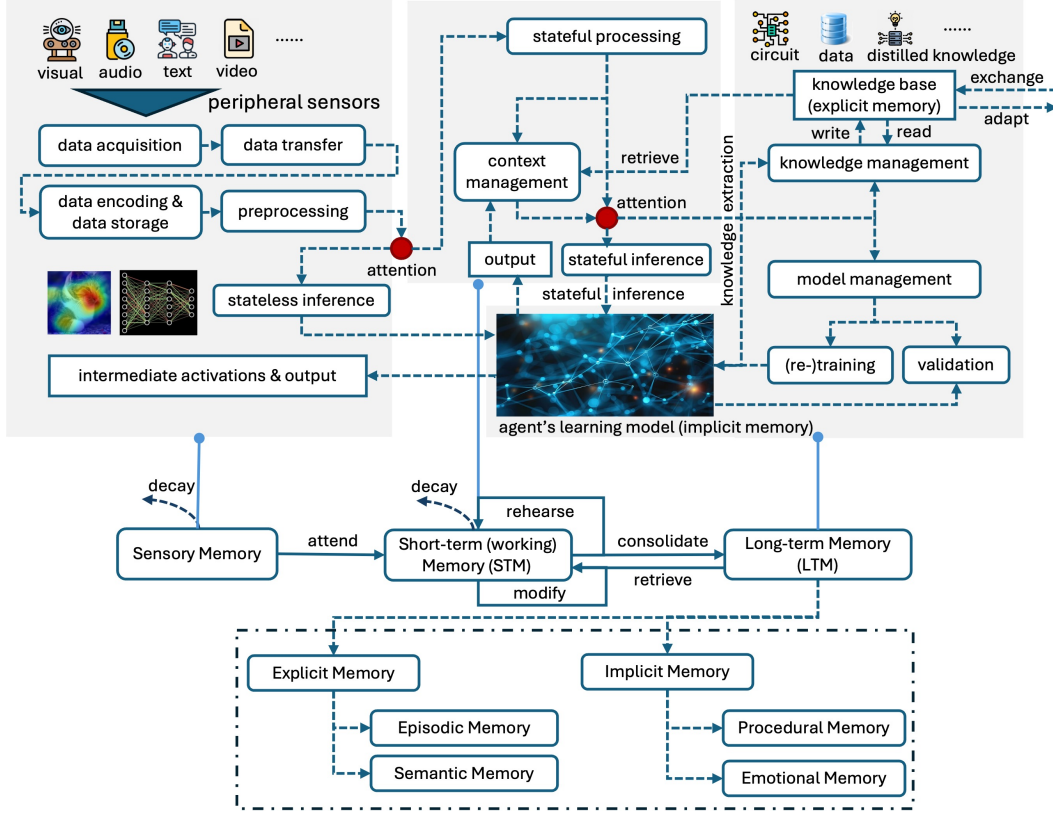 visual audio text video ......
peripheral sensors
data acquisition
data transfer
data encoding &
data storage
preprocessing
attention
stateless inference
intermediate activations & output
stateful processing
context
management
retrieve
attention
output
stateful inference
stateful inference
agent's learning model (implicit memory)
circuit data distilled knowledge ......
knowledge base
(explicit memory)
exchange
adapt
write
read
knowledge management
knowledge extraction
model management
(re-)training
validation
decay
Sensory Memory
attend
decay
rehearse
Short-term (working)
Memory (STM)
modify
consolidate
retrieve
Long-term Memory
(LTM)
Explicit Memory
Episodic Memory
Semantic Memory
Implicit Memory
Procedural Memory
Emotional Memory